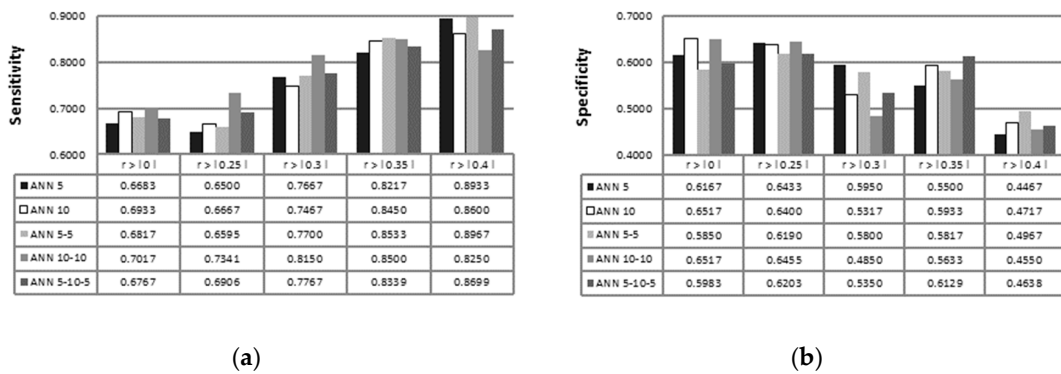 Sensitivity
0.9000
0.8000
0.7000
0.6000
r > | 0 | r > | 0.25 | r > | 0.3 | r > | 0.35 | r > | 0.4 |
ANN 5 0.6683 0.6500 0.7667 0.8217 0.8933
ANN 10 0.6933 0.6667 0.7467 0.8450 0.8600
ANN 5-5 0.6817 0.6595 0.7700 0.8533 0.8967
ANN 10-10 0.7017 0.7341 0.8150 0.8500 0.8250
ANN 5-10-5 0.6767 0.6906 0.7767 0.8339 0.8699
(a)
Specificity
0.7000
0.6000
0.5000
0.4000
r > | 0 | r > | 0.25 | r > | 0.3 | r > | 0.35 | r > | 0.4 |
ANN 5 0.6167 0.6433 0.5950 0.5500 0.4467
ANN 10 0.6517 0.6400 0.5317 0.5933 0.4717
ANN 5-5 0.5850 0.6190 0.5800 0.5817 0.4967
ANN 10-10 0.6517 0.6455 0.4850 0.5633 0.4550
ANN 5-10-5 0.5983 0.6203 0.5350 0.6129 0.4638
(b)